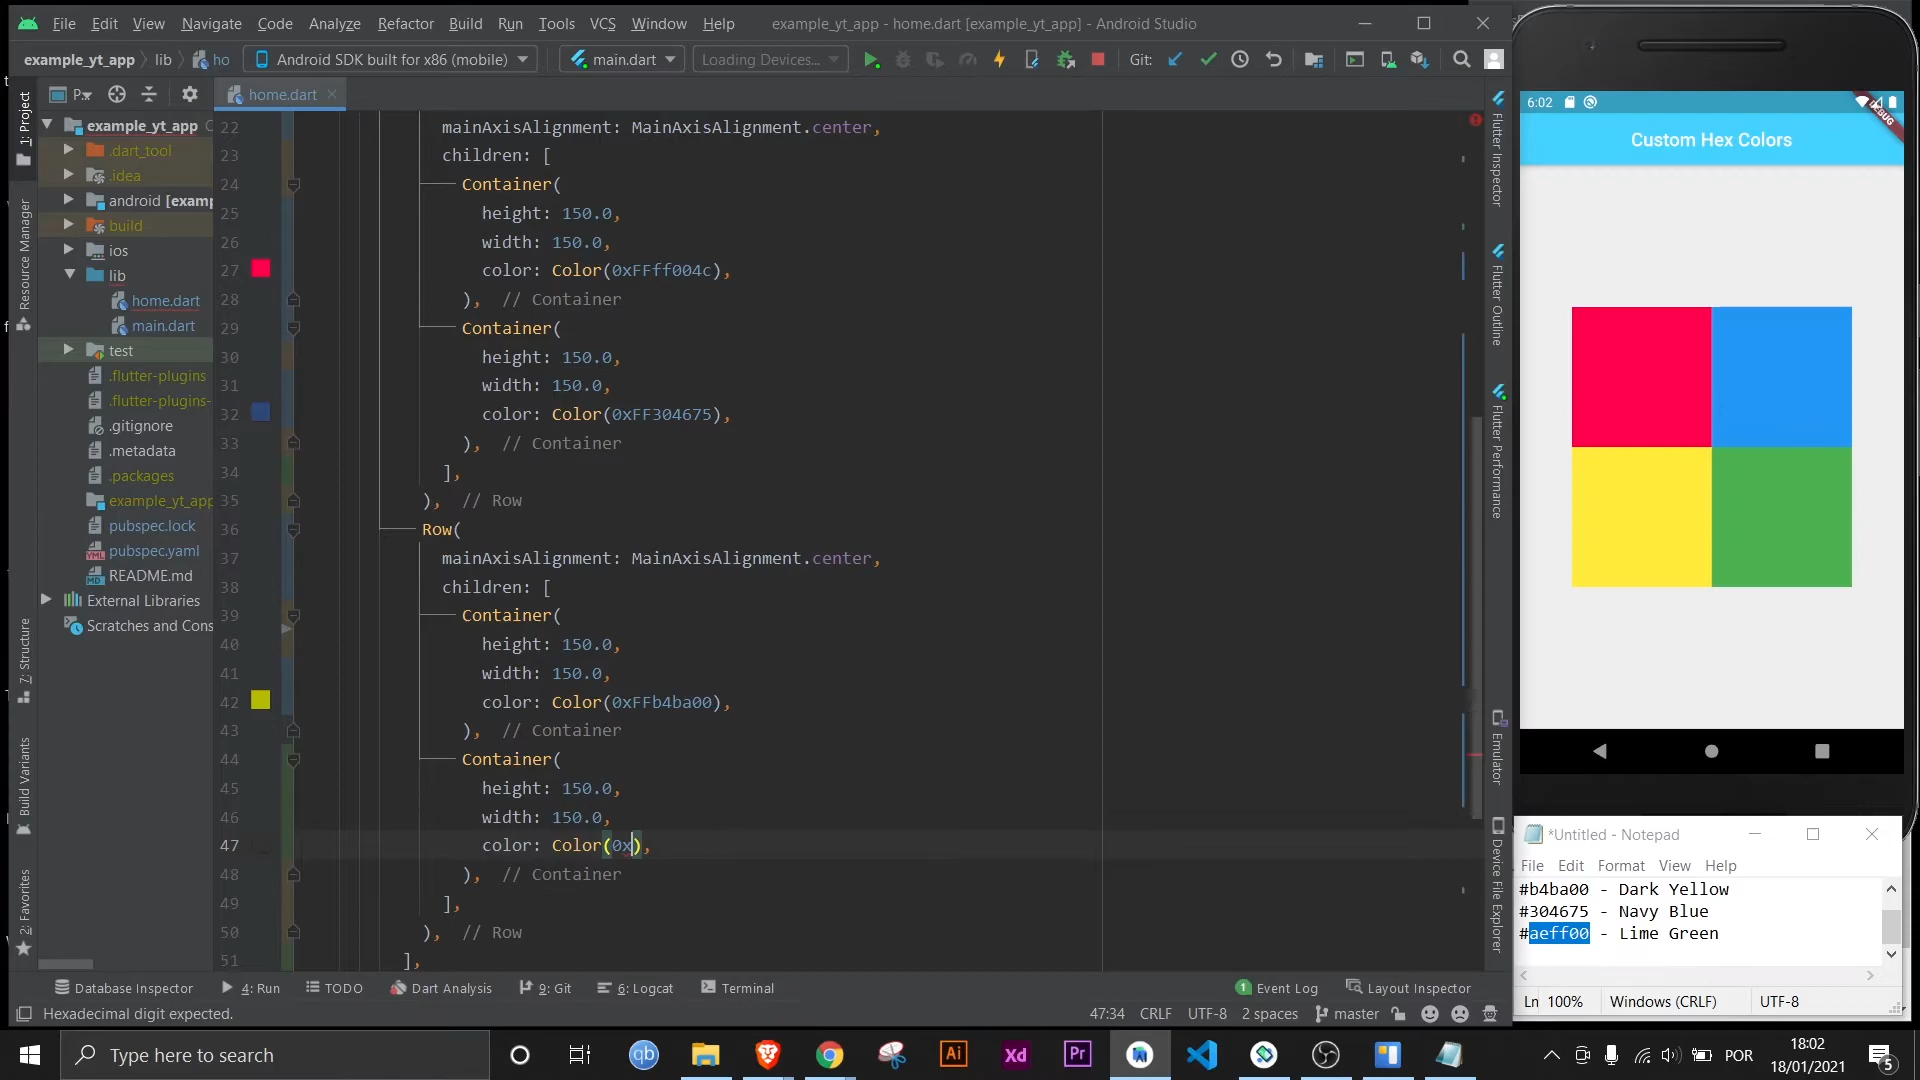 File Edit View Navigate Code Analyze Refactor Build Run Tools VCS Window Help example_yt_app - home.dart [example_yt_app] - Android Studio
example_yt_app lib ho Android SDK built for x86 (mobile) main.dart Loading Devices... Git:
P home.dart
1: Project
Resource Manager
7: Structure
Build Variants
2: Favorites
example_yt_app
.dart_tool
.idea
android [examp
build
ios
lib
home.dart
main.dart
test
.flutter-plugins
.flutter-plugins-
.gitignore
.metadata
.packages
example_yt_app
pubspec.lock
pubspec.yaml
README.md
External Libraries
Scratches and Cons
22 mainAxisAlignment: MainAxisAlignment.center,
23 children: [
24 Container(
25 height: 150.0,
26 width: 150.0,
27 color: Color(0xFFff004c),
28 ), // Container
29 Container(
30 height: 150.0,
31 width: 150.0,
32 color: Color(0xFF304675),
33 ), // Container
34 ],
35 ), // Row
36 Row(
37 mainAxisAlignment: MainAxisAlignment.center,
38 children: [
39 Container(
40 height: 150.0,
41 width: 150.0,
42 color: Color(0xFFb4ba00),
43 ), // Container
44 Container(
45 height: 150.0,
46 width: 150.0,
47 color: Color(0x),
48 ), // Container
49 ],
50 ), // Row
51 ],
Flutter Inspector
Flutter Outline
Flutter Performance
Emulator
Device File Explorer
6:02
DEBUG
Custom Hex Colors
*Untitled - Notepad
File Edit Format View Help
#b4ba00 - Dark Yellow
#304675 - Navy Blue
#aeff00 - Lime Green
Ln 100% Windows (CRLF) UTF-8
Database Inspector 4: Run TODO Dart Analysis 9: Git 6: Logcat Terminal 1 Event Log Layout Inspector
Hexadecimal digit expected. 47:34 CRLF UTF-8 2 spaces master
Type here to search qb Ai Xd Pr POR 18:02
18/01/2021 5